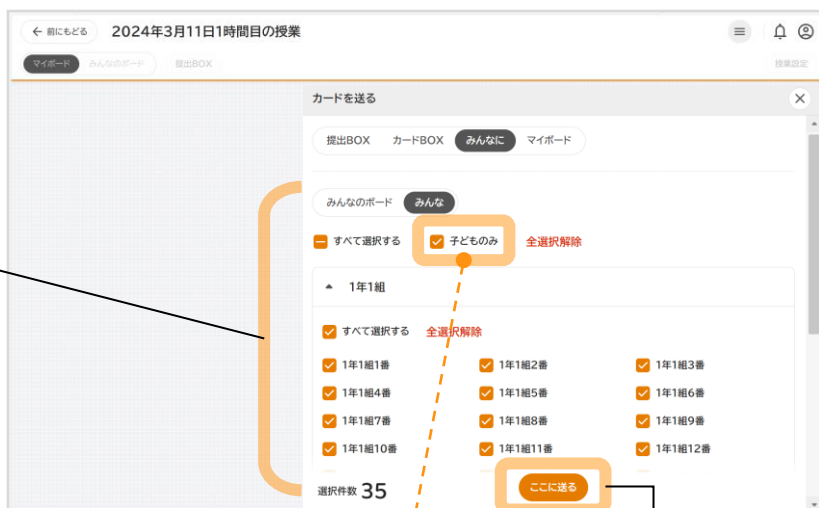 ← 前にもどる 2024年3月11日1時間目の授業
マイボード みんなのボード 提出BOX 授業設定
カードを送る
提出BOX カードBOX みんなに マイボード
みんなのボード みんな
すべて選択する 子どものみ 全選択解除
1年1組
すべて選択する 全選択解除
1年1組1番 1年1組2番 1年1組3番
1年1組4番 1年1組5番 1年1組6番
1年1組7番 1年1組8番 1年1組9番
1年1組10番 1年1組11番 1年1組12番
選択件数 35 ここに送る